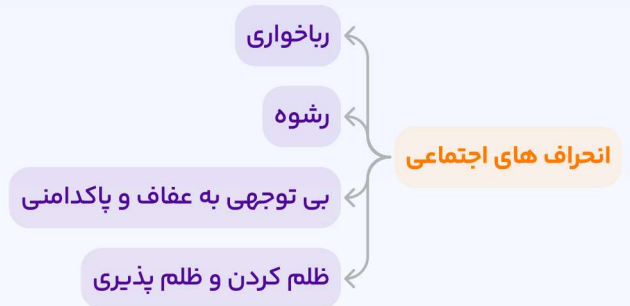 انحراف های اجتماعی
رباخواری
رشوه
بی توجهی به عفاف و پاکدامنی
ظلم کردن و ظلم پذیری